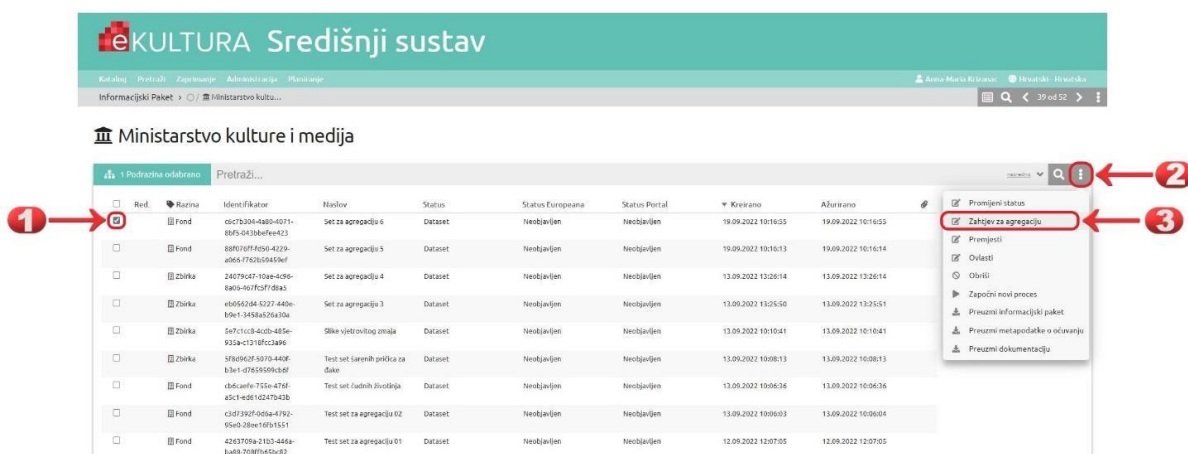 eKULTURA Središnji sustav
Katalog Pretraži Zaprimanje Administracija Planiranje Anna-Maria Krizanac Hrvatski - Hrvatska
Informacijski Paket > / Ministarstvo kultu... 39 od 52
Ministarstvo kulture i medija
1 Podrazina odabrano Pretraži...
2
Red. Razina Identifikator Naslov Status Status Europeana Status Portal Kreirano Ažurirano
1
Fond c6c7b304-4a80-4071- Set za agregaciju 6 Dataset Neobjavljen Neobjavljen 19.09.2022 10:16:55 19.09.2022 10:16:55
8bf5-043bbefee423
Fond 88f076ff-fd50-4229- Set za agregaciju 5 Dataset Neobjavljen Neobjavljen 19.09.2022 10:16:13 19.09.2022 10:16:14
a066-f762b59459ef
Zbirka 24079c47-10ae-4c96- Set za agregaciju 4 Dataset Neobjavljen Neobjavljen 13.09.2022 13:26:14 13.09.2022 13:26:14
8a06-467fc5f7d8a5
Zbirka eb0562d4-5227-440e- Set za agregaciju 3 Dataset Neobjavljen Neobjavljen 13.09.2022 13:25:50 13.09.2022 13:25:51
b9e1-3458a526a30a
Zbirka 5e7c1cc8-4cdb-485e- Slike vjetrovitog zmaja Dataset Neobjavljen Neobjavljen 13.09.2022 10:10:41 13.09.2022 10:10:41
935a-c1318fcc3a96
Zbirka 5f8d962f-5070-440f- Test set šarenih pričica za Dataset Neobjavljen Neobjavljen 13.09.2022 10:08:13 13.09.2022 10:08:13
b3e1-d7659599cb6f đake
Fond cb6caefe-755e-476f- Test set čudnih životinja Dataset Neobjavljen Neobjavljen 13.09.2022 10:06:36 13.09.2022 10:06:36
a5c1-ed61d247b43b
Fond c3d7392f-0d6a-4792- Test set za agregaciju 02 Dataset Neobjavljen Neobjavljen 13.09.2022 10:06:03 13.09.2022 10:06:04
95e0-28ee16fb1551
Fond 4263709a-21b3-446a- Test set za agregaciju 01 Dataset Neobjavljen Neobjavljen 12.09.2022 12:07:05 12.09.2022 12:07:05
ba88-708ffb65bc82
Promijeni status
Zahtjev za agregaciju
3
Premjesti
Ovlasti
Obriši
Započni novi proces
Preuzmi informacijski paket
Preuzmi metapodatke o očuvanju
Preuzmi dokumentaciju